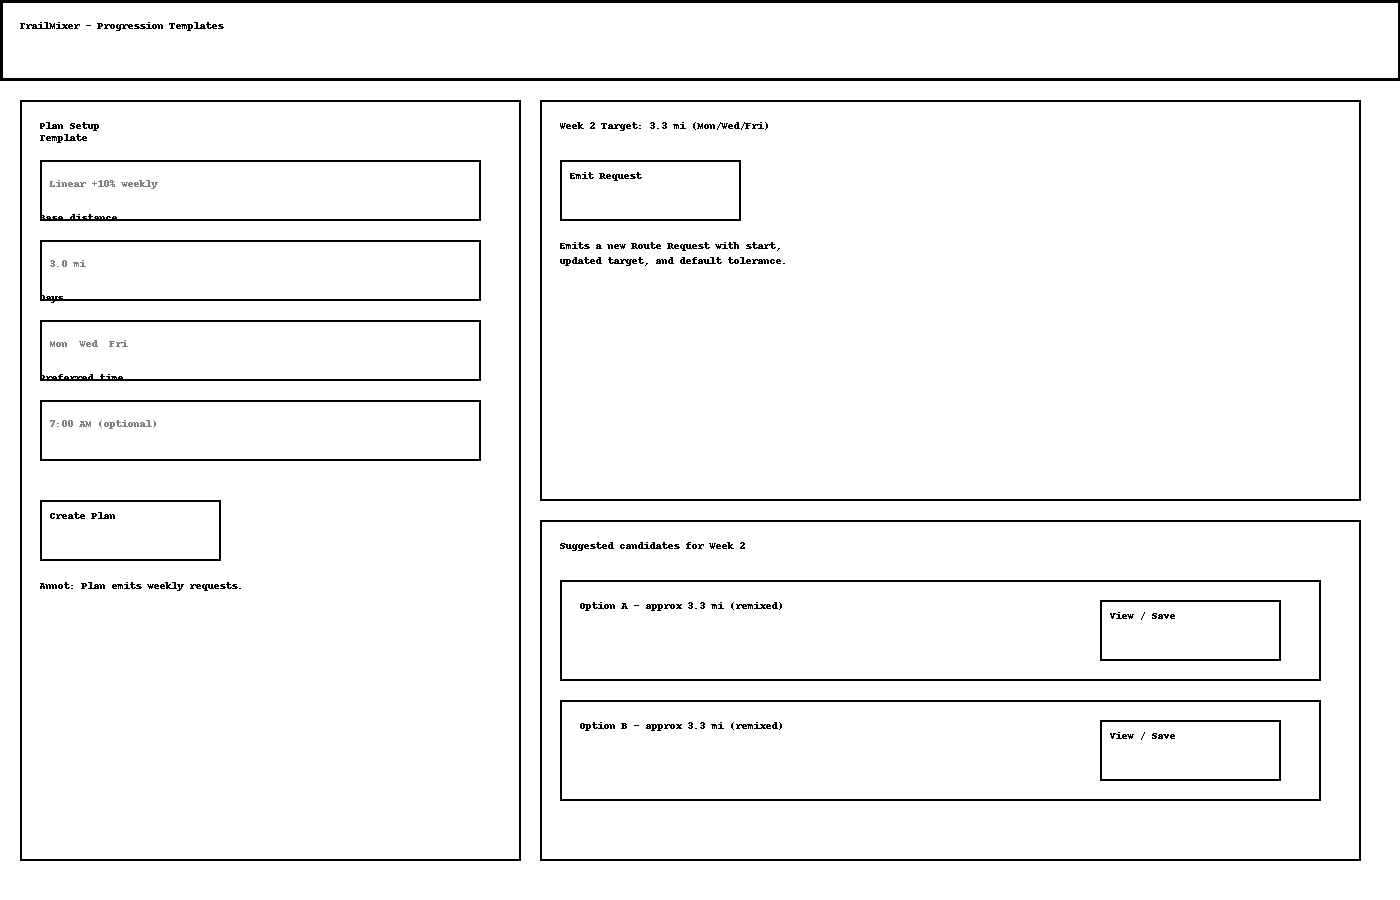 TrailMixer - Progression Templates
Plan Setup
Template
Linear +10% weekly
Base distance
3.0 mi
Days
Mon Wed Fri
Preferred time
7:00 AM (optional)
Create Plan
Annot: Plan emits weekly requests.
Week 2 Target: 3.3 mi (Mon/Wed/Fri)
Emit Request
Emits a new Route Request with start,
updated target, and default tolerance.
Suggested candidates for Week 2
Option A - approx 3.3 mi (remixed)
View / Save
Option B - approx 3.3 mi (remixed)
View / Save